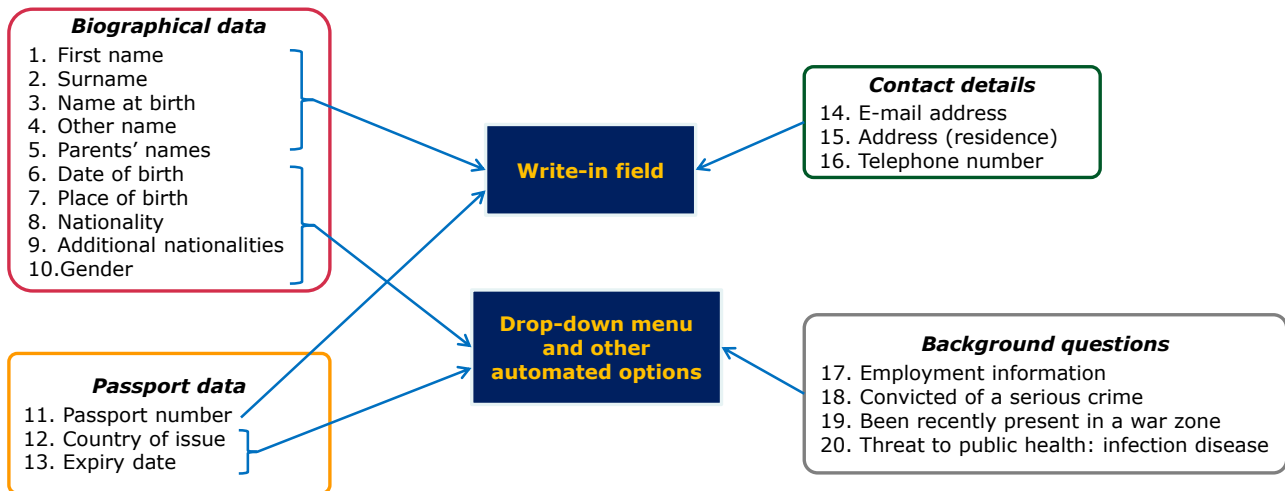 Biographical data
1. First name
2. Surname
3. Name at birth
4. Other name
5. Parents’ names
6. Date of birth
7. Place of birth
8. Nationality
9. Additional nationalities
10.Gender
Passport data
11. Passport number
12. Country of issue
13. Expiry date
Write-in field
Drop-down menu
and other
automated options
Contact details
14. E-mail address
15. Address (residence)
16. Telephone number
Background questions
17. Employment information
18. Convicted of a serious crime
19. Been recently present in a war zone
20. Threat to public health: infection disease